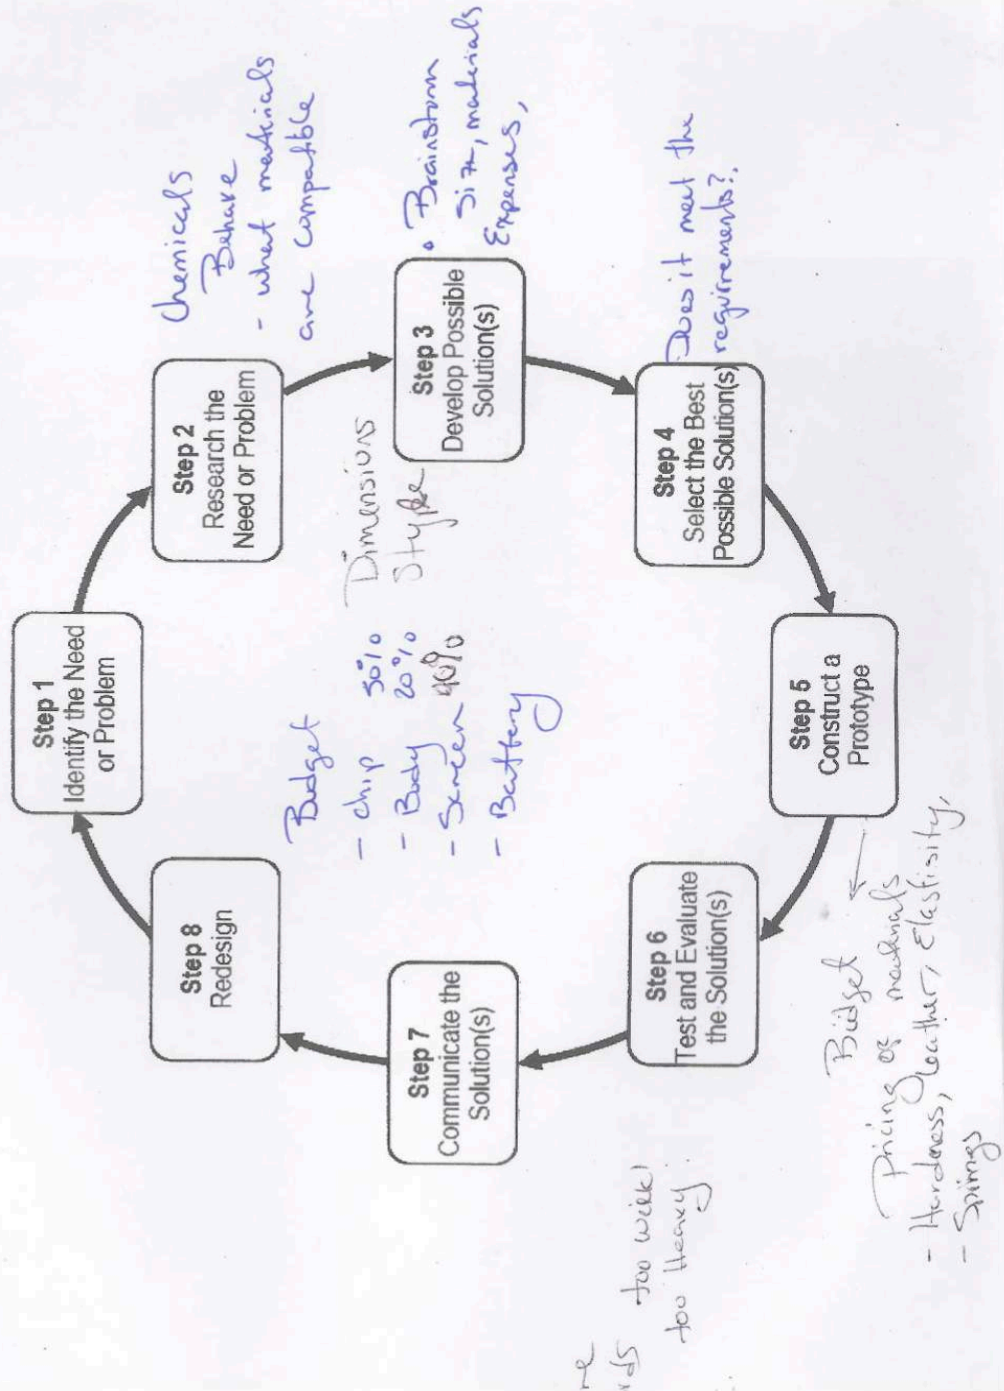 Step 1
Identify the Need
or Problem
Step 2
Research the
Need or Problem
Chemicals
Behave
- what materials
are compatible
Step 3
Develop Possible
Solution(s)
• Brainstorm
size, materials
Expenses,
Step 4
Select the Best
Possible Solution(s)
Does it meet the
requirements?
Step 5
Construct a
Prototype
Budget
Pricing of materials
- Hardness, Leather, Elastisity,
- Springs
Step 6
Test and Evaluate
the Solution(s)
Step 7
Communicate the
Solution(s)
too Heavy
Step 8
Redesign
Budget
- chip 30%
- Body 20%
- Screen 40%
- Battery
Dimensions
Style